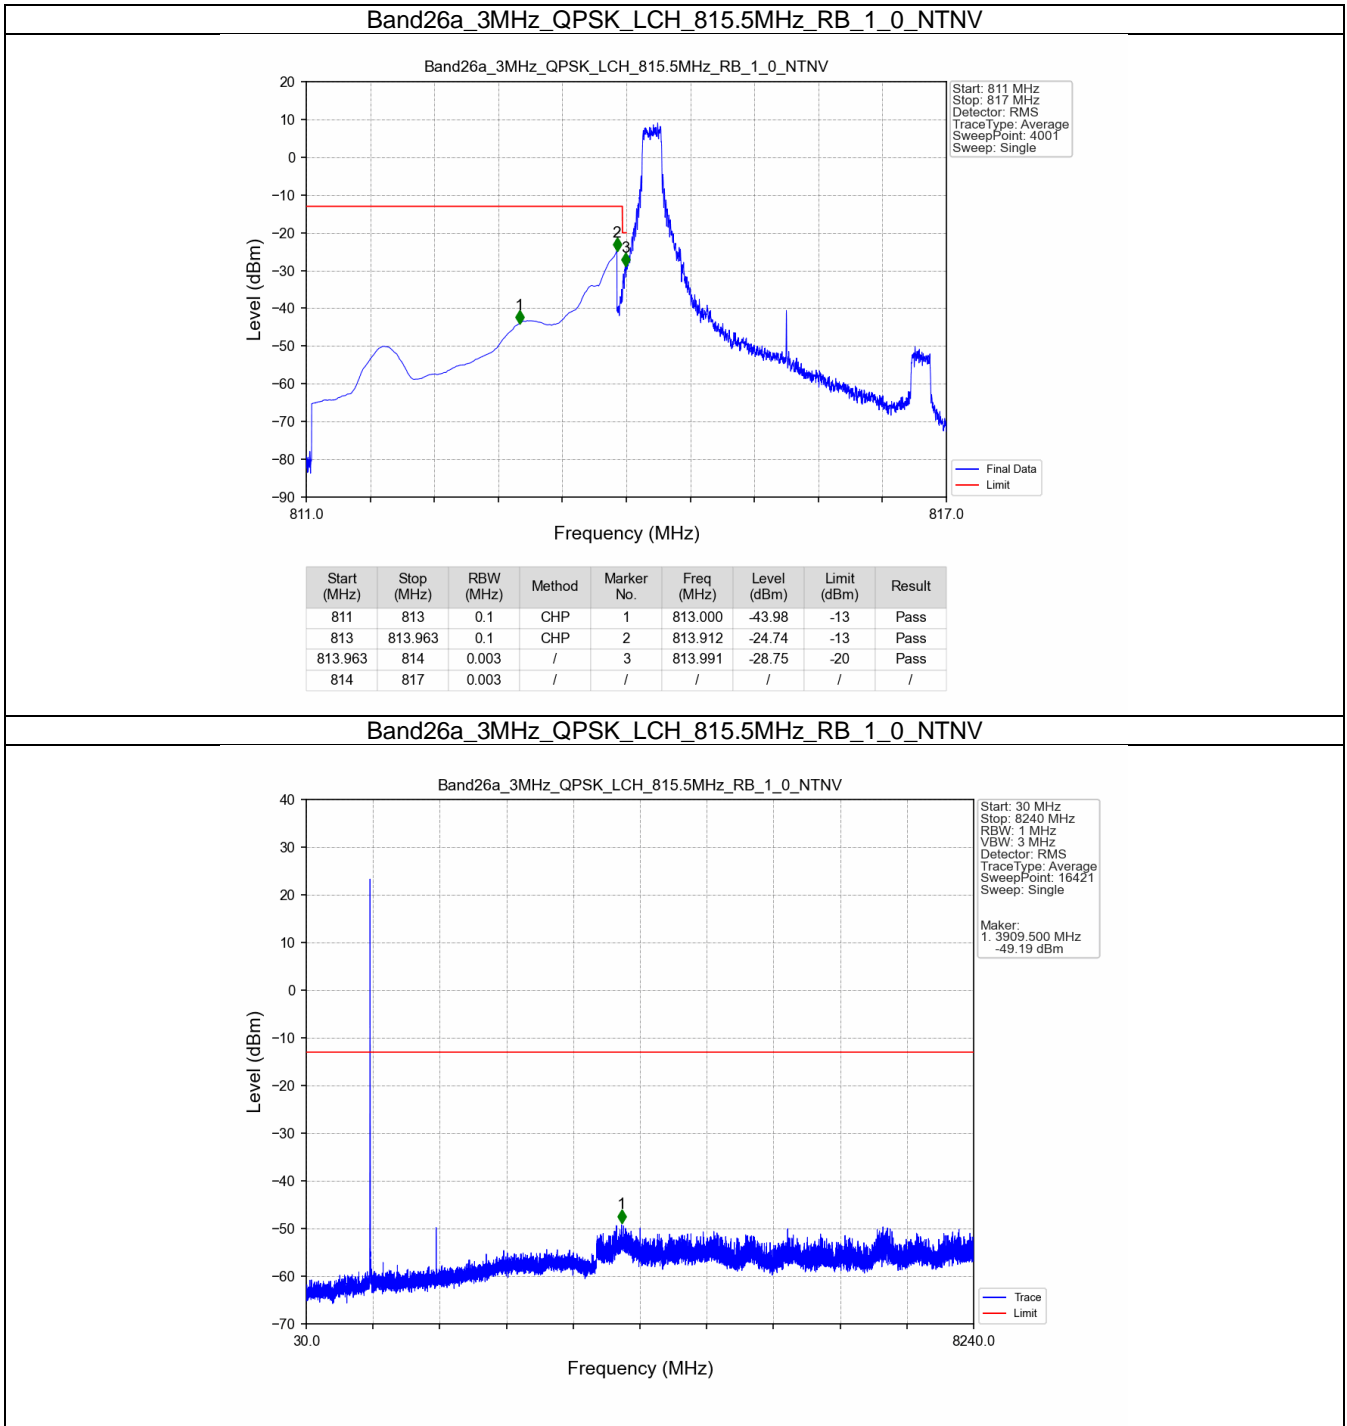 Band26a_3MHz_QPSK_LCH_815.5MHz_RB_1_0_NTNV
Band26a_3MHz_QPSK_LCH_815.5MHz_RB_1_0_NTNV
20
10
0
−10
−20
−30
−40
−50
−60
−70
−80
−90
Level (dBm)
1
2
3
811.0
817.0
Frequency (MHz)
Start: 811 MHz
Stop: 817 MHz
Detector: RMS
TraceType: Average
SweepPoint: 4001
Sweep: Single
Final Data
Limit
Start (MHz) Stop (MHz) RBW (MHz) Method Marker No. Freq (MHz) Level (dBm) Limit (dBm) Result
811 813 0.1 CHP 1 813.000 -43.98 -13 Pass
813 813.963 0.1 CHP 2 813.912 -24.74 -13 Pass
813.963 814 0.003 / 3 813.991 -28.75 -20 Pass
814 817 0.003 / / / / / /
Band26a_3MHz_QPSK_LCH_815.5MHz_RB_1_0_NTNV
Band26a_3MHz_QPSK_LCH_815.5MHz_RB_1_0_NTNV
40
30
20
10
0
−10
−20
−30
−40
−50
−60
−70
Level (dBm)
1
30.0
8240.0
Frequency (MHz)
Start: 30 MHz
Stop: 8240 MHz
RBW: 1 MHz
VBW: 3 MHz
Detector: RMS
TraceType: Average
SweepPoint: 16421
Sweep: Single
Maker:
1. 3909.500 MHz
-49.19 dBm
Trace
Limit